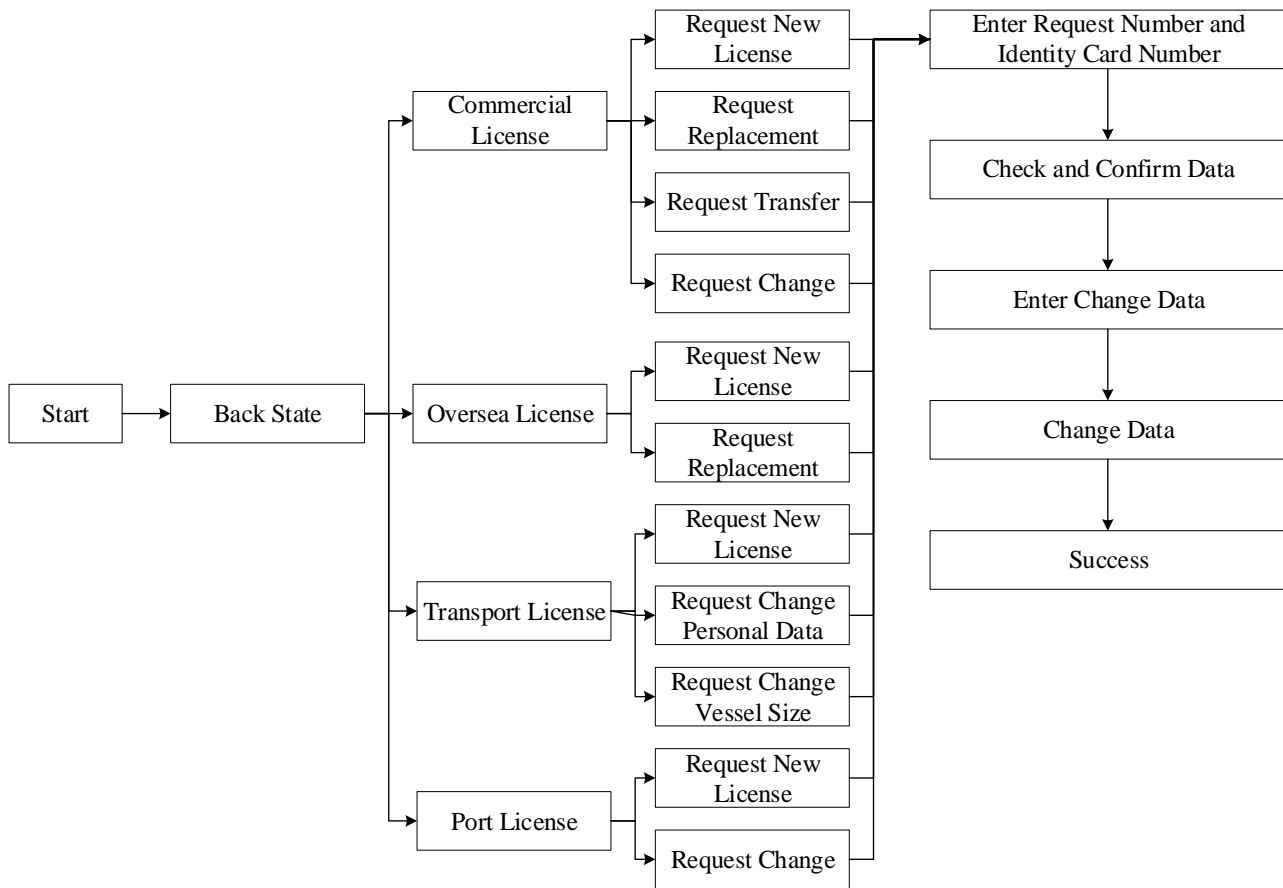 Start
Back State
Commercial
License
Request New
License
Request
Replacement
Request Transfer
Request Change
Oversea License
Request New
License
Request
Replacement
Transport License
Request New
License
Request Change
Personal Data
Request Change
Vessel Size
Port License
Request New
License
Request Change
Enter Request Number and
Identity Card Number
Check and Confirm Data
Enter Change Data
Change Data
Success